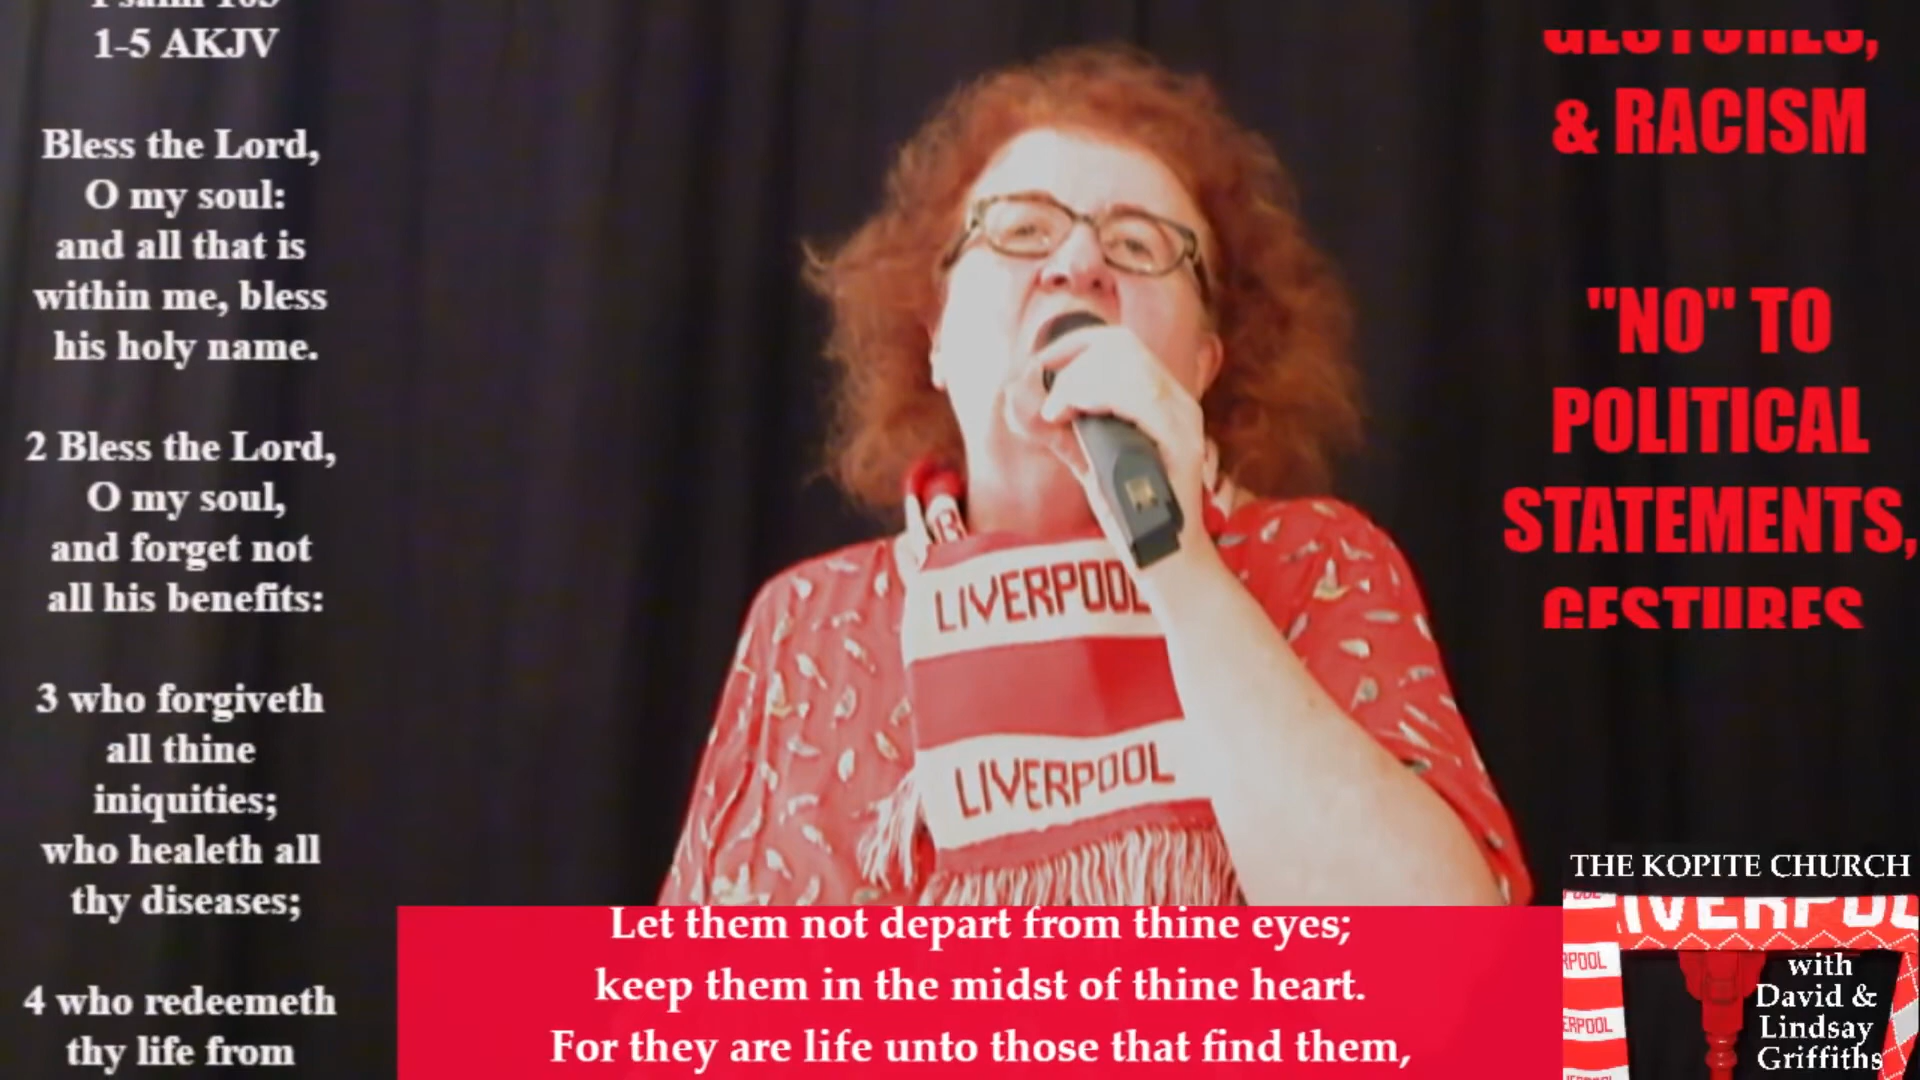 Psalm 103
1-5 AKJV
Bless the Lord,
O my soul:
and all that is
within me, bless
his holy name.
2 Bless the Lord,
O my soul,
and forget not
all his benefits:
3 who forgiveth
all thine
iniquities;
who healeth all
thy diseases;
4 who redeemeth
thy life from
LIVERPOOL
LIVERPOOL
Let them not depart from thine eyes;
keep them in the midst of thine heart.
For they are life unto those that find them,
GESTURES,
& RACISM
"NO" TO
POLITICAL
STATEMENTS,
GESTURES
THE KOPITE CHURCH
with
David &
Lindsay
Griffiths